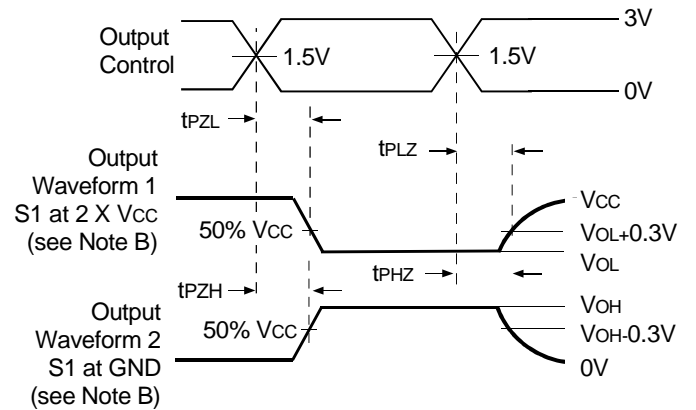 3V
Output
Control
1.5V
1.5V
0V
tPZL
tPLZ
Output
Waveform 1
S1 at 2 X VCC
(see Note B)
50% VCC
VCC
VOL+0.3V
VOL
tPZH
tPHZ
Output
Waveform 2
S1 at GND
(see Note B)
50% VCC
VOH
VOH-0.3V
0V